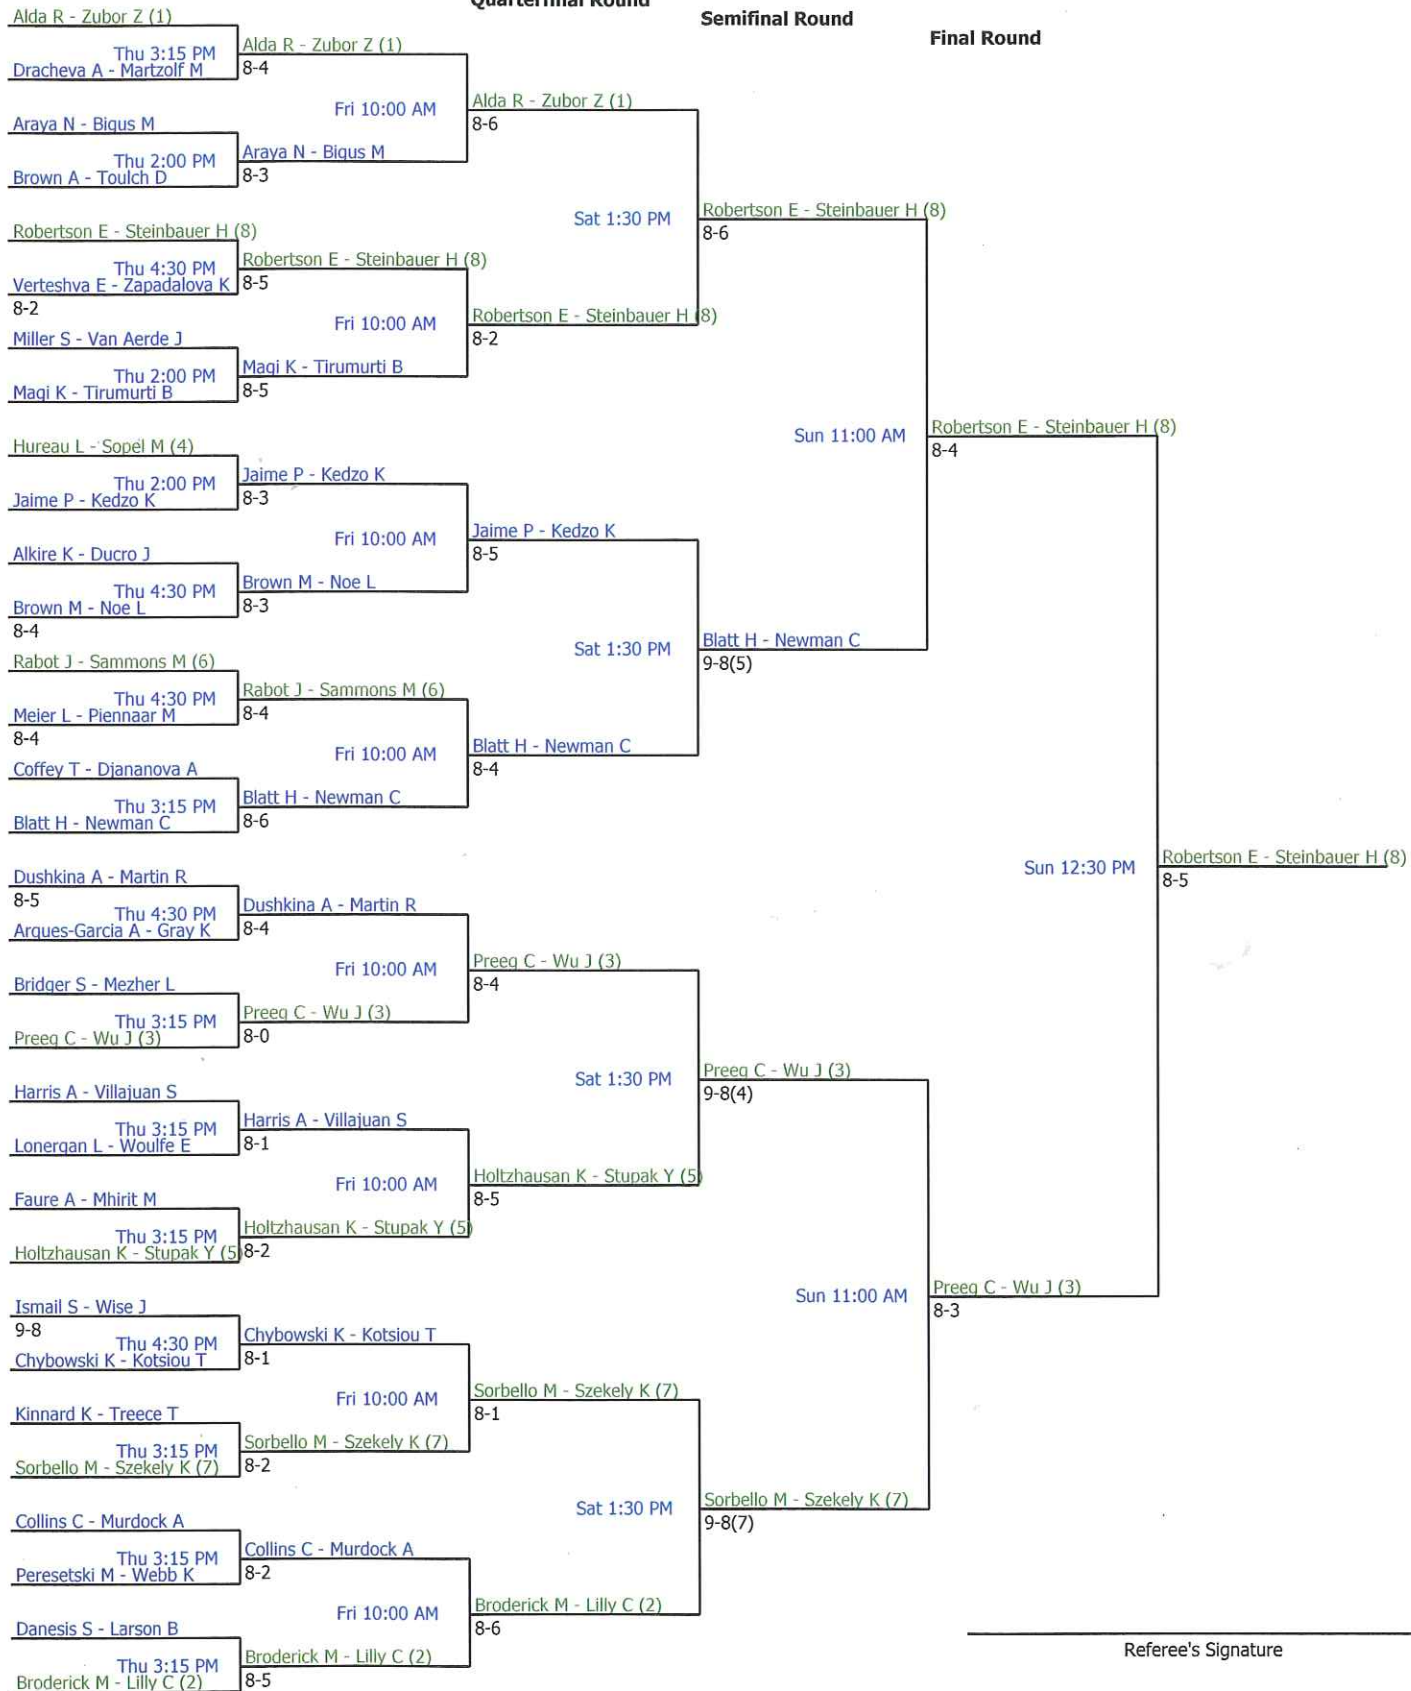 Quarterfinal Round
Semifinal Round
Final Round
Alda R - Zubor Z (1)
Thu 3:15 PM
Dracheva A - Martzolf M
Araya N - Bigus M
Thu 2:00 PM
Brown A - Toulch D
Robertson E - Steinbauer H (8)
Thu 4:30 PM
Verteshva E - Zapadalova K
8-2
Miller S - Van Aerde J
Thu 2:00 PM
Magi K - Tirumurti B
Hureau L - Sopel M (4)
Thu 2:00 PM
Jaime P - Kedzo K
Alkire K - Ducro J
Thu 4:30 PM
Brown M - Noe L
8-4
Rabot J - Sammons M (6)
Thu 4:30 PM
Meier L - Piennaar M
8-4
Coffey T - Djananova A
Thu 3:15 PM
Blatt H - Newman C
Dushkina A - Martin R
8-5
Thu 4:30 PM
Arques-Garcia A - Gray K
Bridger S - Mezher L
Thu 3:15 PM
Preeg C - Wu J (3)
Harris A - Villajuan S
Thu 3:15 PM
Lonergan L - Woulfe E
Faure A - Mhirit M
Thu 3:15 PM
Holtzhausan K - Stupak Y (5)
Ismail S - Wise J
9-8
Thu 4:30 PM
Chybowski K - Kotsiou T
Kinnard K - Treece T
Thu 3:15 PM
Sorbello M - Szekely K (7)
Collins C - Murdock A
Thu 3:15 PM
Peresetski M - Webb K
Danesis S - Larson B
Thu 3:15 PM
Broderick M - Lilly C (2)
Alda R - Zubor Z (1)
8-4
Fri 10:00 AM
Araya N - Bigus M
8-3
Robertson E - Steinbauer H (8)
8-5
Fri 10:00 AM
Magi K - Tirumurti B
8-5
Jaime P - Kedzo K
8-3
Fri 10:00 AM
Brown M - Noe L
8-3
Rabot J - Sammons M (6)
8-4
Fri 10:00 AM
Blatt H - Newman C
8-6
Dushkina A - Martin R
8-4
Fri 10:00 AM
Preeg C - Wu J (3)
8-0
Harris A - Villajuan S
8-1
Fri 10:00 AM
Holtzhausan K - Stupak Y (5)
8-2
Chybowski K - Kotsiou T
8-1
Fri 10:00 AM
Sorbello M - Szekely K (7)
8-2
Collins C - Murdock A
8-2
Fri 10:00 AM
Broderick M - Lilly C (2)
8-5
Alda R - Zubor Z (1)
8-6
Sat 1:30 PM
Robertson E - Steinbauer H (8)
8-2
Jaime P - Kedzo K
8-5
Sat 1:30 PM
Blatt H - Newman C
8-4
Preeg C - Wu J (3)
8-4
Sat 1:30 PM
Holtzhausan K - Stupak Y (5)
8-5
Sorbello M - Szekely K (7)
8-1
Sat 1:30 PM
Broderick M - Lilly C (2)
8-6
Robertson E - Steinbauer H (8)
8-6
Sun 11:00 AM
Blatt H - Newman C
9-8(5)
Preeg C - Wu J (3)
9-8(4)
Sun 11:00 AM
Sorbello M - Szekely K (7)
9-8(7)
Robertson E - Steinbauer H (8)
8-4
Sun 12:30 PM
Preeg C - Wu J (3)
8-3
Robertson E - Steinbauer H (8)
8-5
Referee's Signature